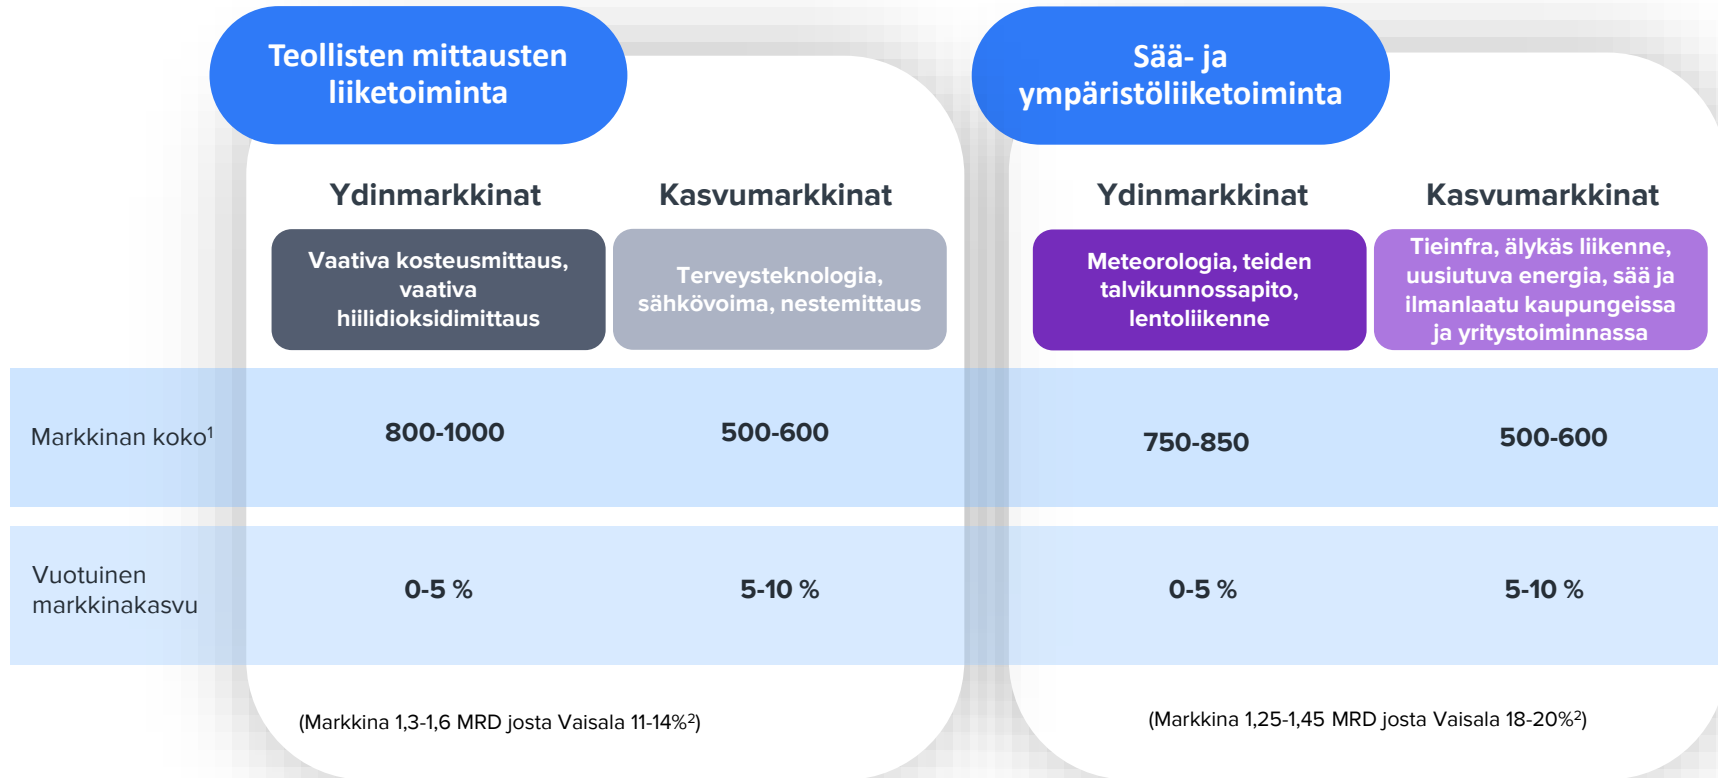 Teollisten mittausten
liiketoiminta
Sää- ja
ympäristöliiketoiminta
Ydinmarkkinat
Kasvumarkkinat
Ydinmarkkinat
Kasvumarkkinat
Vaativa kosteusmittaus,
vaativa
hiilidioksidimittaus
Terveysteknologia,
sähkövoima, nestemittaus
Meteorologia, teiden
talvikunnossapito,
lentoliikenne
Tieinfra, älykäs liikenne,
uusiutuva energia, sää ja
ilmanlaatu kaupungeissa
ja yritystoiminnassa
Markkinan koko¹
800-1000
500-600
750-850
500-600
Vuotuinen
markkinakasvu
0-5 %
5-10 %
0-5 %
5-10 %
(Markkina 1,3-1,6 MRD josta Vaisala 11-14%²)
(Markkina 1,25-1,45 MRD josta Vaisala 18-20%²)